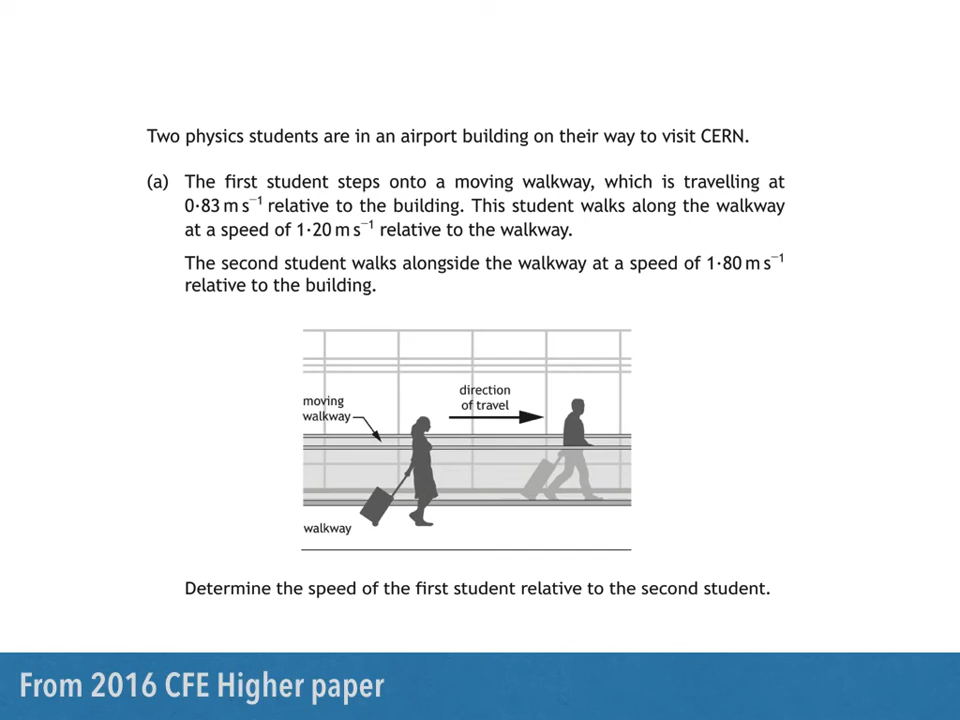 Two physics students are in an airport building on their way to visit CERN.
(a) The first student steps onto a moving walkway, which is travelling at
0·83 m s⁻¹ relative to the building. This student walks along the walkway
at a speed of 1·20 m s⁻¹ relative to the walkway.
The second student walks alongside the walkway at a speed of 1·80 m s⁻¹
relative to the building.
direction
of travel
moving
walkway
walkway
Determine the speed of the first student relative to the second student.
From 2016 CFE Higher paper